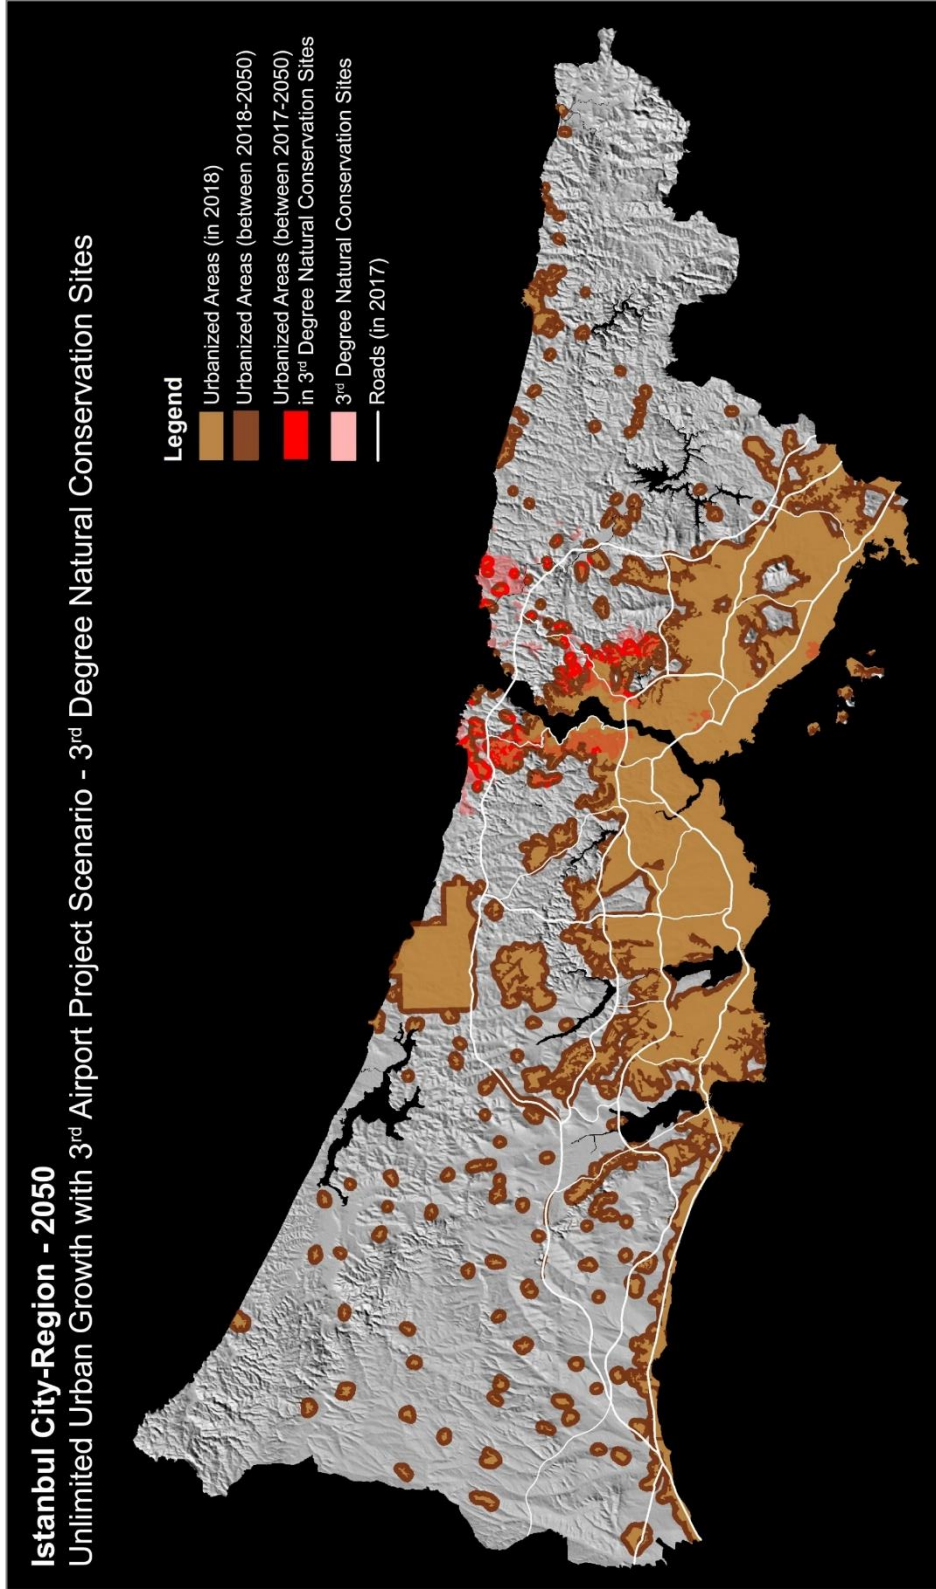 Istanbul City-Region - 2050
Unlimited Urban Growth with 3rd Airport Project Scenario - 3rd Degree Natural Conservation Sites
Legend
Urbanized Areas (in 2018)
Urbanized Areas (between 2018-2050)
Urbanized Areas (between 2017-2050)
in 3rd Degree Natural Conservation Sites
3rd Degree Natural Conservation Sites
Roads (in 2017)